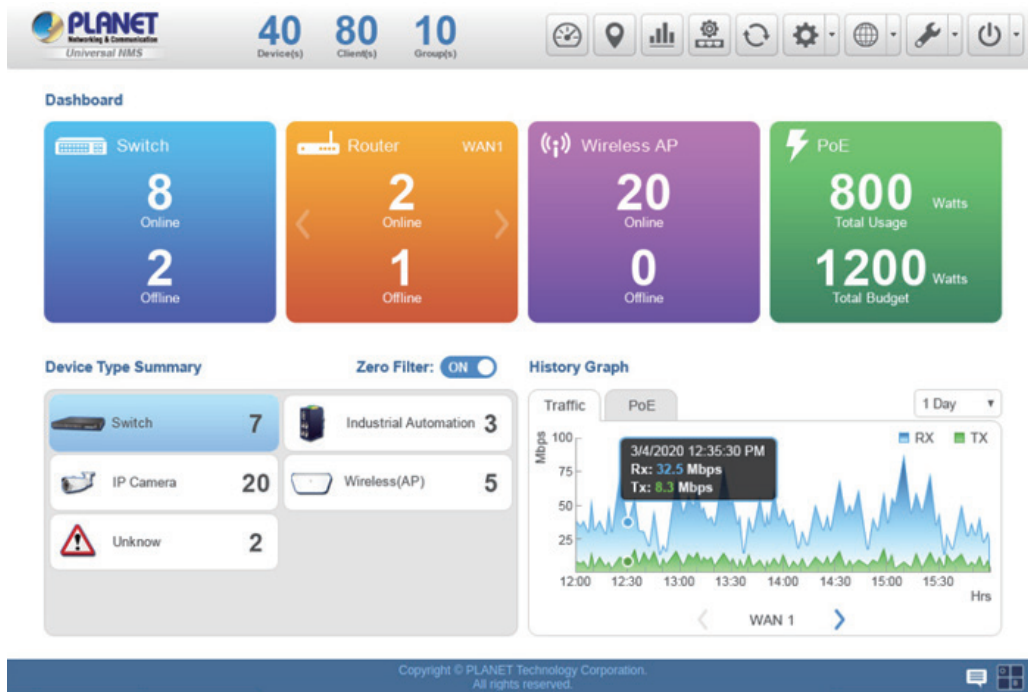 PLANET
Networking & Communication
Universal NMS
40
Device(s)
80
Client(s)
10
Group(s)
Dashboard
Switch
8
Online
2
Offline
Router WAN1
2
Online
1
Offline
Wireless AP
20
Online
0
Offline
PoE
800 Watts
Total Usage
1200 Watts
Total Budget
Device Type Summary
Zero Filter: ON
Switch 7
Industrial Automation 3
IP Camera 20
Wireless(AP) 5
Unknow 2
History Graph
Traffic
PoE
1 Day
RX TX
Mbps
100
75
50
25
3/4/2020 12:35:30 PM
Rx: 32.5 Mbps
Tx: 8.3 Mbps
12:00 12:30 13:00 13:30 14:00 14:30 15:00 15:30
Hrs
WAN 1
Copyright © PLANET Technology Corporation.
All rights reserved.